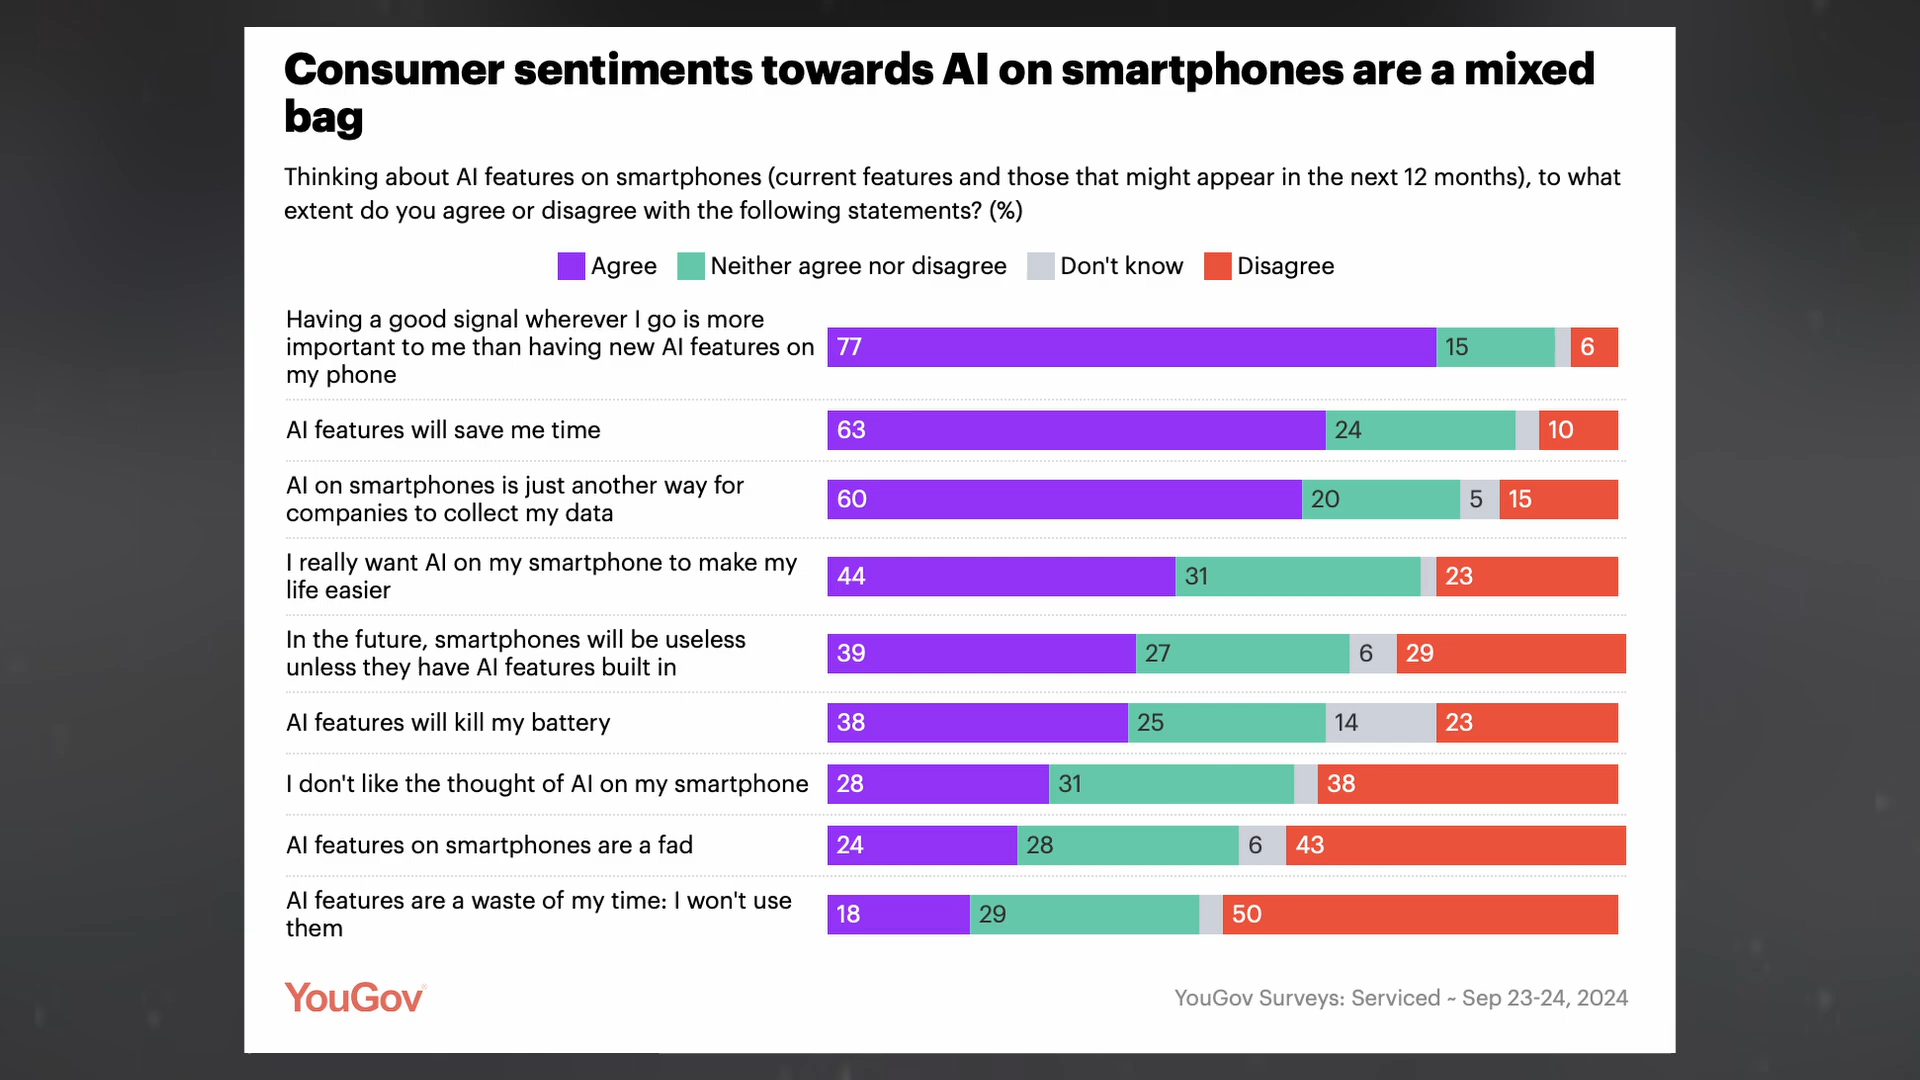 Consumer sentiments towards AI on smartphones are a mixed
bag
Thinking about AI features on smartphones (current features and those that might appear in the next 12 months), to what
extent do you agree or disagree with the following statements? (%)
Agree Neither agree nor disagree Don't know Disagree
Having a good signal wherever I go is more
important to me than having new AI features on
my phone
77 15 6
AI features will save me time
63 24 10
AI on smartphones is just another way for
companies to collect my data
60 20 5 15
I really want AI on my smartphone to make my
life easier
44 31 23
In the future, smartphones will be useless
unless they have AI features built in
39 27 6 29
AI features will kill my battery
38 25 14 23
I don't like the thought of AI on my smartphone
28 31 38
AI features on smartphones are a fad
24 28 6 43
AI features are a waste of my time: I won't use
them
18 29 50
YouGov®
YouGov Surveys: Serviced ~ Sep 23-24, 2024